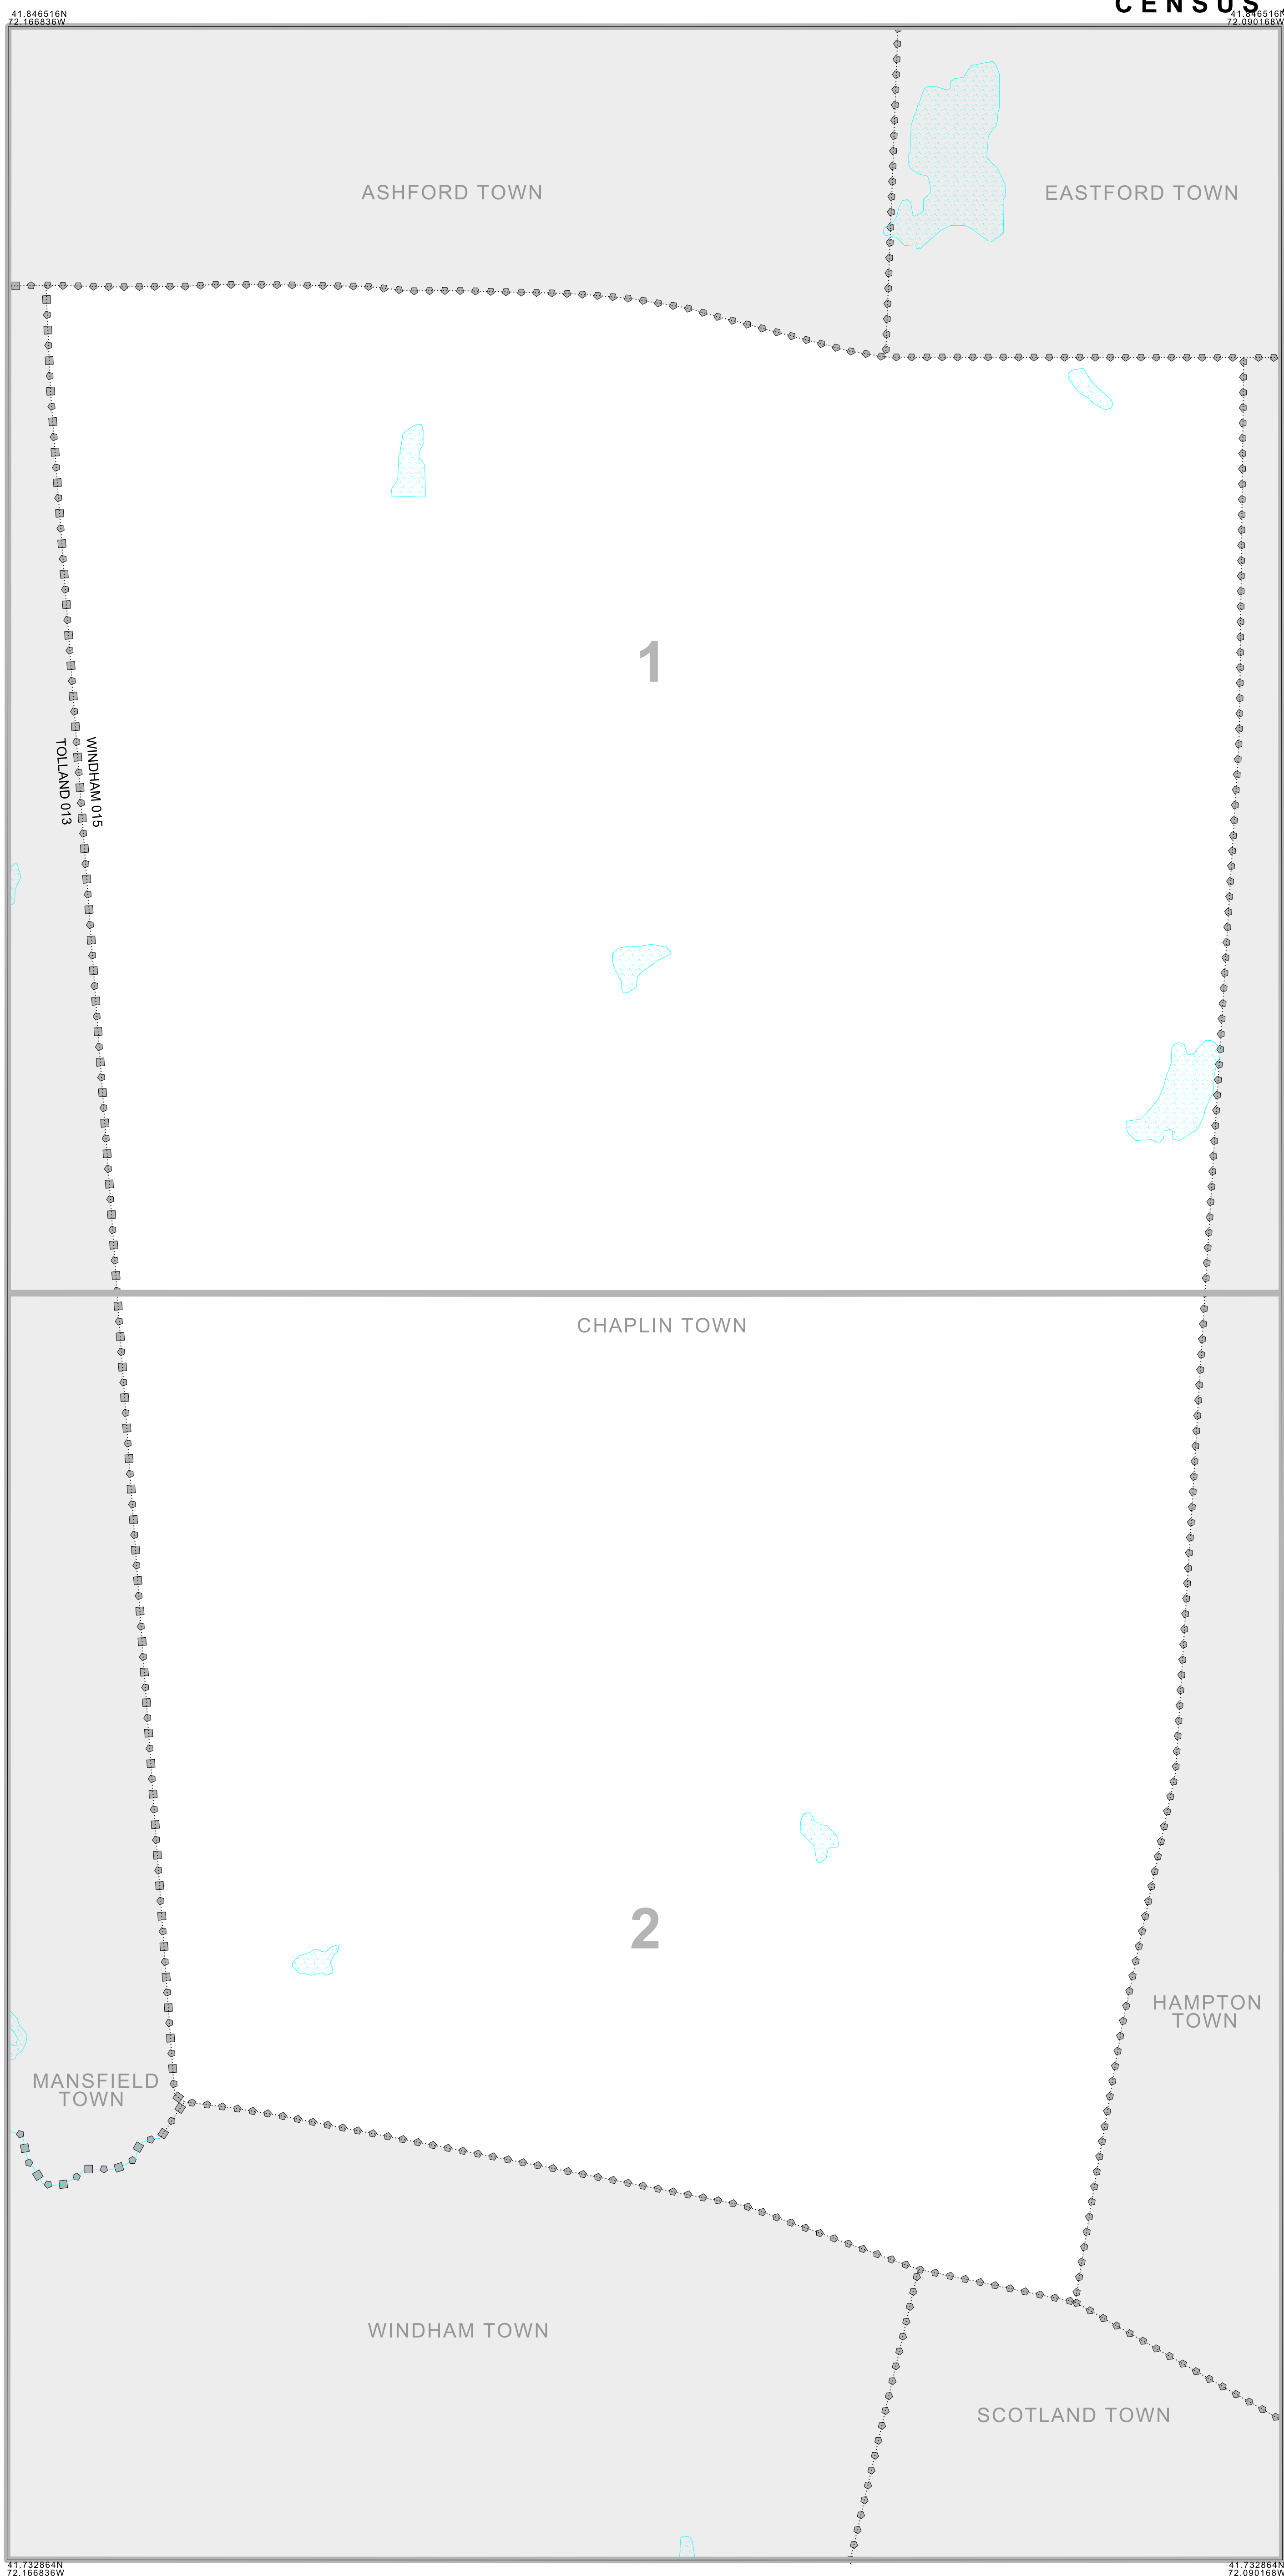 CENSUS
41.846516N
72.166836W
41.846516N
72.090168W
ASHFORD TOWN
EASTFORD TOWN
1
WINDHAM 015
TOLLAND 013
CHAPLIN TOWN
2
HAMPTON
TOWN
MANSFIELD
TOWN
WINDHAM TOWN
SCOTLAND TOWN
41.732864N
72.166836W
41.732864N
72.090168W